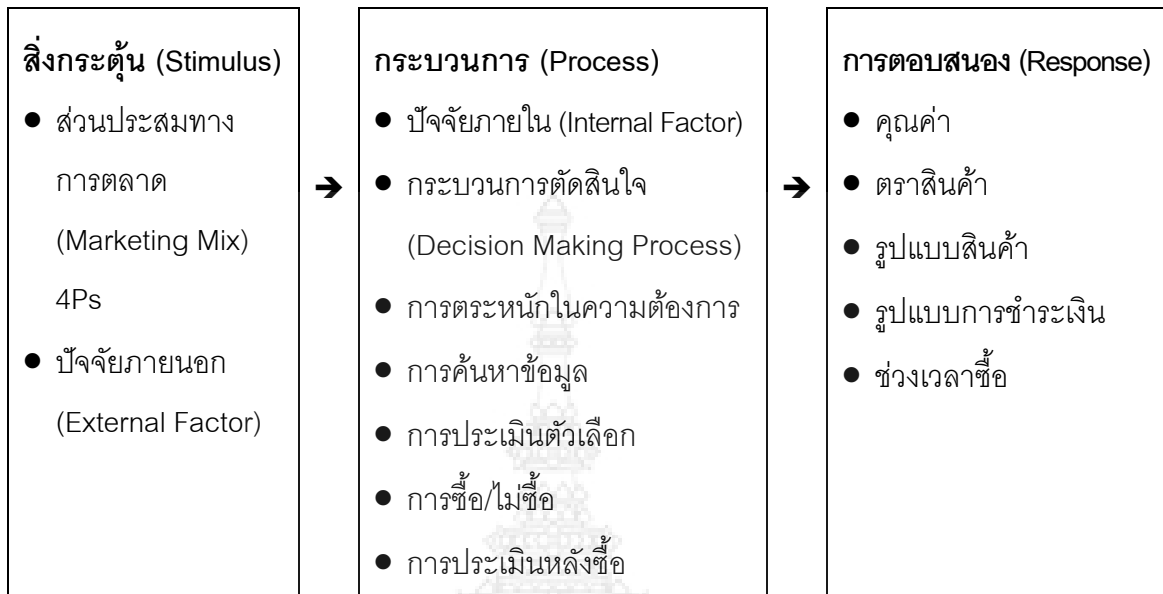 สิ่งกระตุ้น (Stimulus)
● ส่วนประสมทาง
การตลาด
(Marketing Mix)
4Ps
● ปัจจัยภายนอก
(External Factor)
➔
กระบวนการ (Process)
● ปัจจัยภายใน (Internal Factor)
● กระบวนการตัดสินใจ
(Decision Making Process)
● การตระหนักในความต้องการ
● การค้นหาข้อมูล
● การประเมินตัวเลือก
● การซื้อ/ไม่ซื้อ
● การประเมินหลังซื้อ
➔
การตอบสนอง (Response)
● คุณค่า
● ตราสินค้า
● รูปแบบสินค้า
● รูปแบบการชำระเงิน
● ช่วงเวลาซื้อ